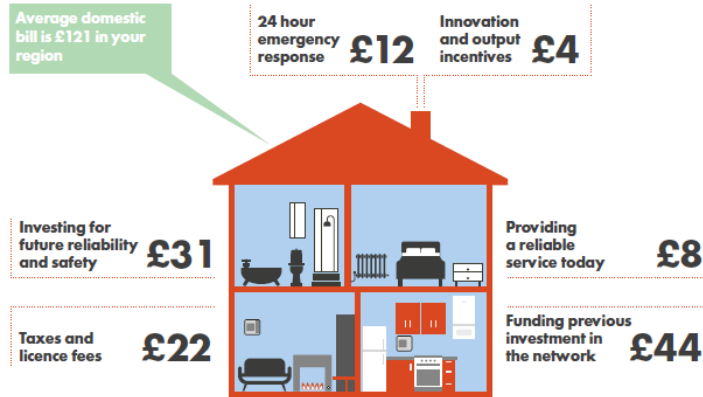 Average domestic
bill is £121 in your
region
24 hour
emergency
response
£12
Innovation
and output
incentives
£4
Investing for
future reliability
and safety
£31
Providing
a reliable
service today
£8
Taxes and
licence fees
£22
Funding previous
investment in
the network
£44